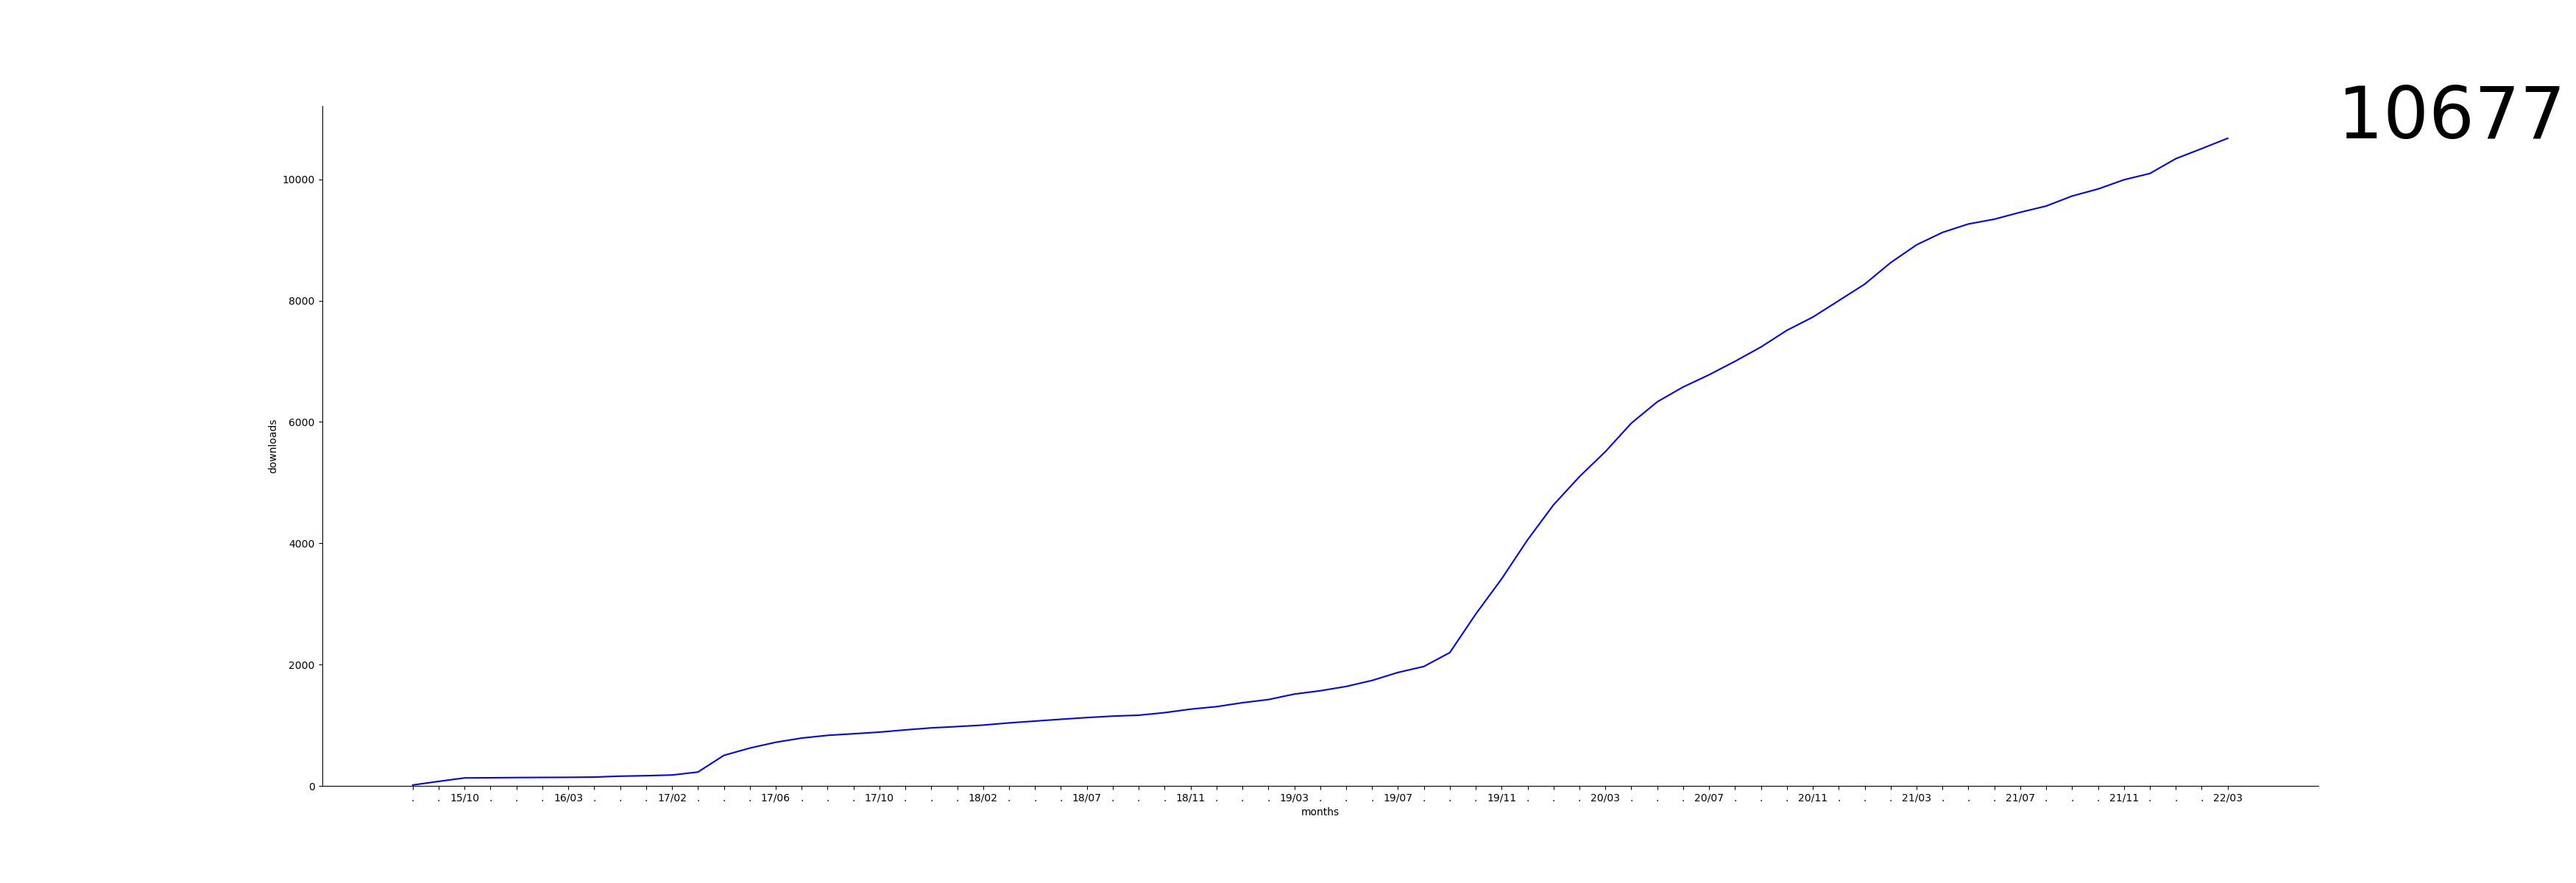 10677
10000
8000
6000
4000
2000
0
downloads
. . 15/10 . . . 16/03 . . . 17/02 . . . 17/06 . . . 17/10 . . . 18/02 . . . 18/07 . . . 18/11 . . . 19/03 . . . 19/07 . . . 19/11 . . . 20/03 . . . 20/07 . . . 20/11 . . . 21/03 . . . 21/07 . . . 21/11 . . . 22/03
months